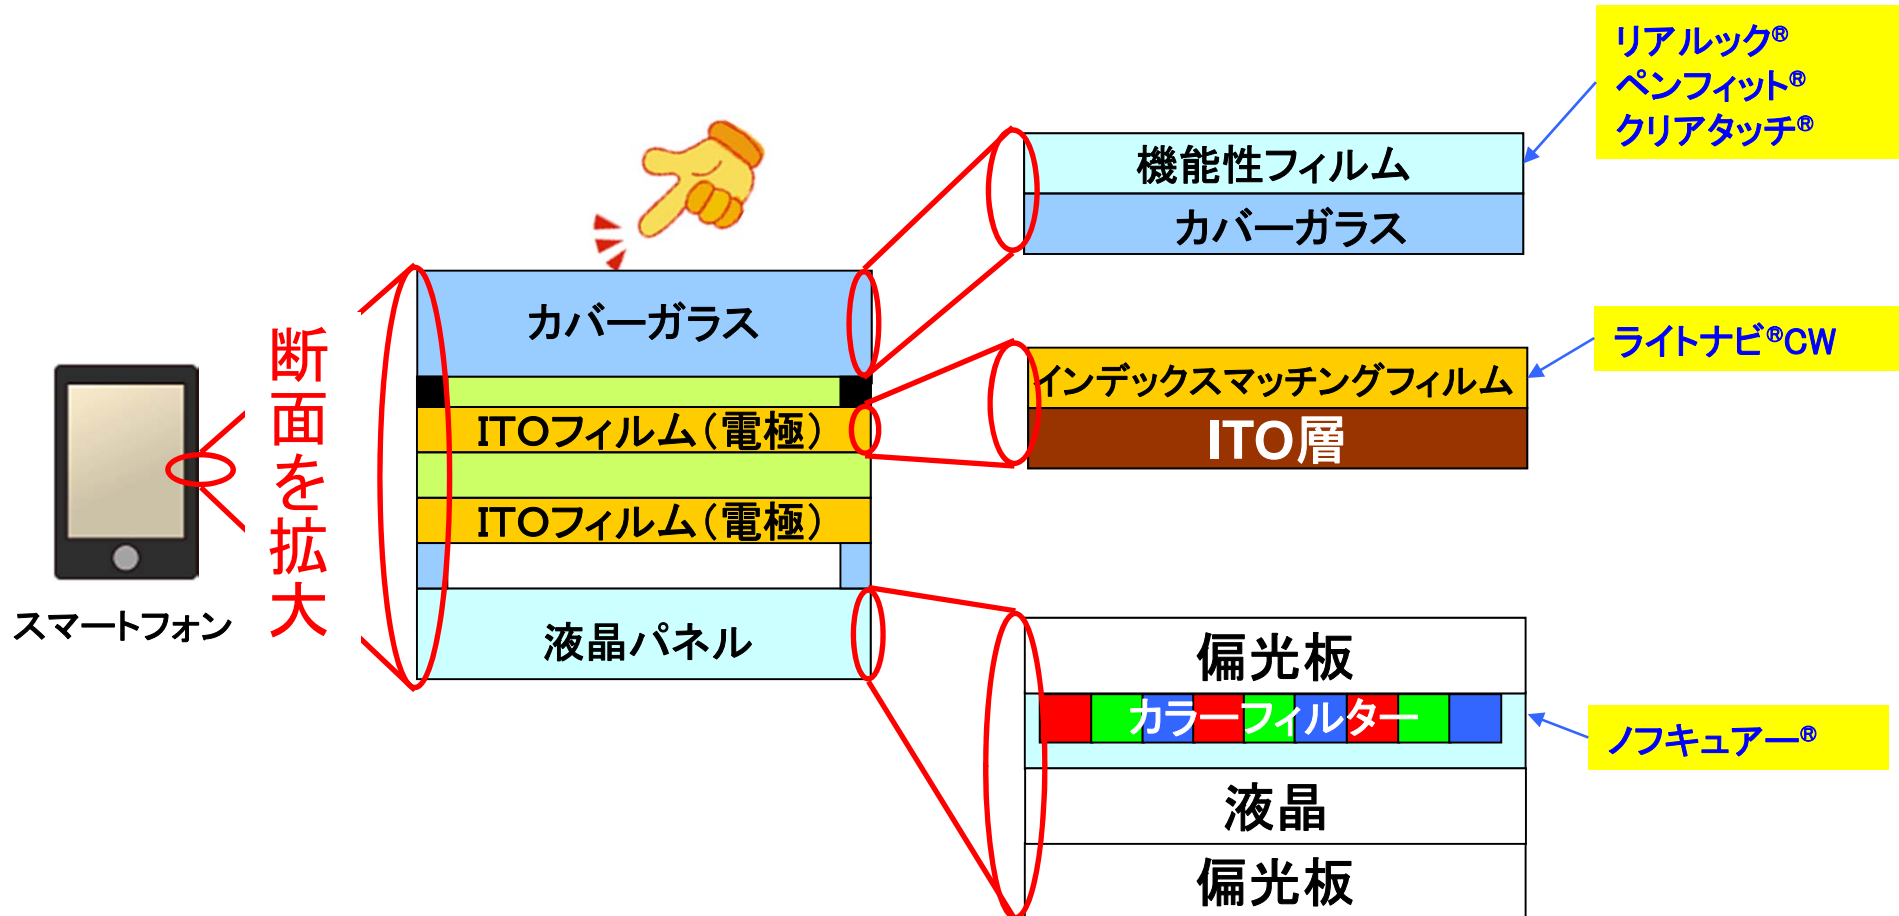 リアルック®
ペンフィット®
クリアタッチ®
機能性フィルム
カバーガラス
カバーガラス
ライトナビ®CW
インデックスマッチングフィルム
ITO層
ITOフィルム（電極）
ITOフィルム（電極）
液晶パネル
断面を拡大
スマートフォン
偏光板
カラーフィルター
ノフキュアー®
液晶
偏光板